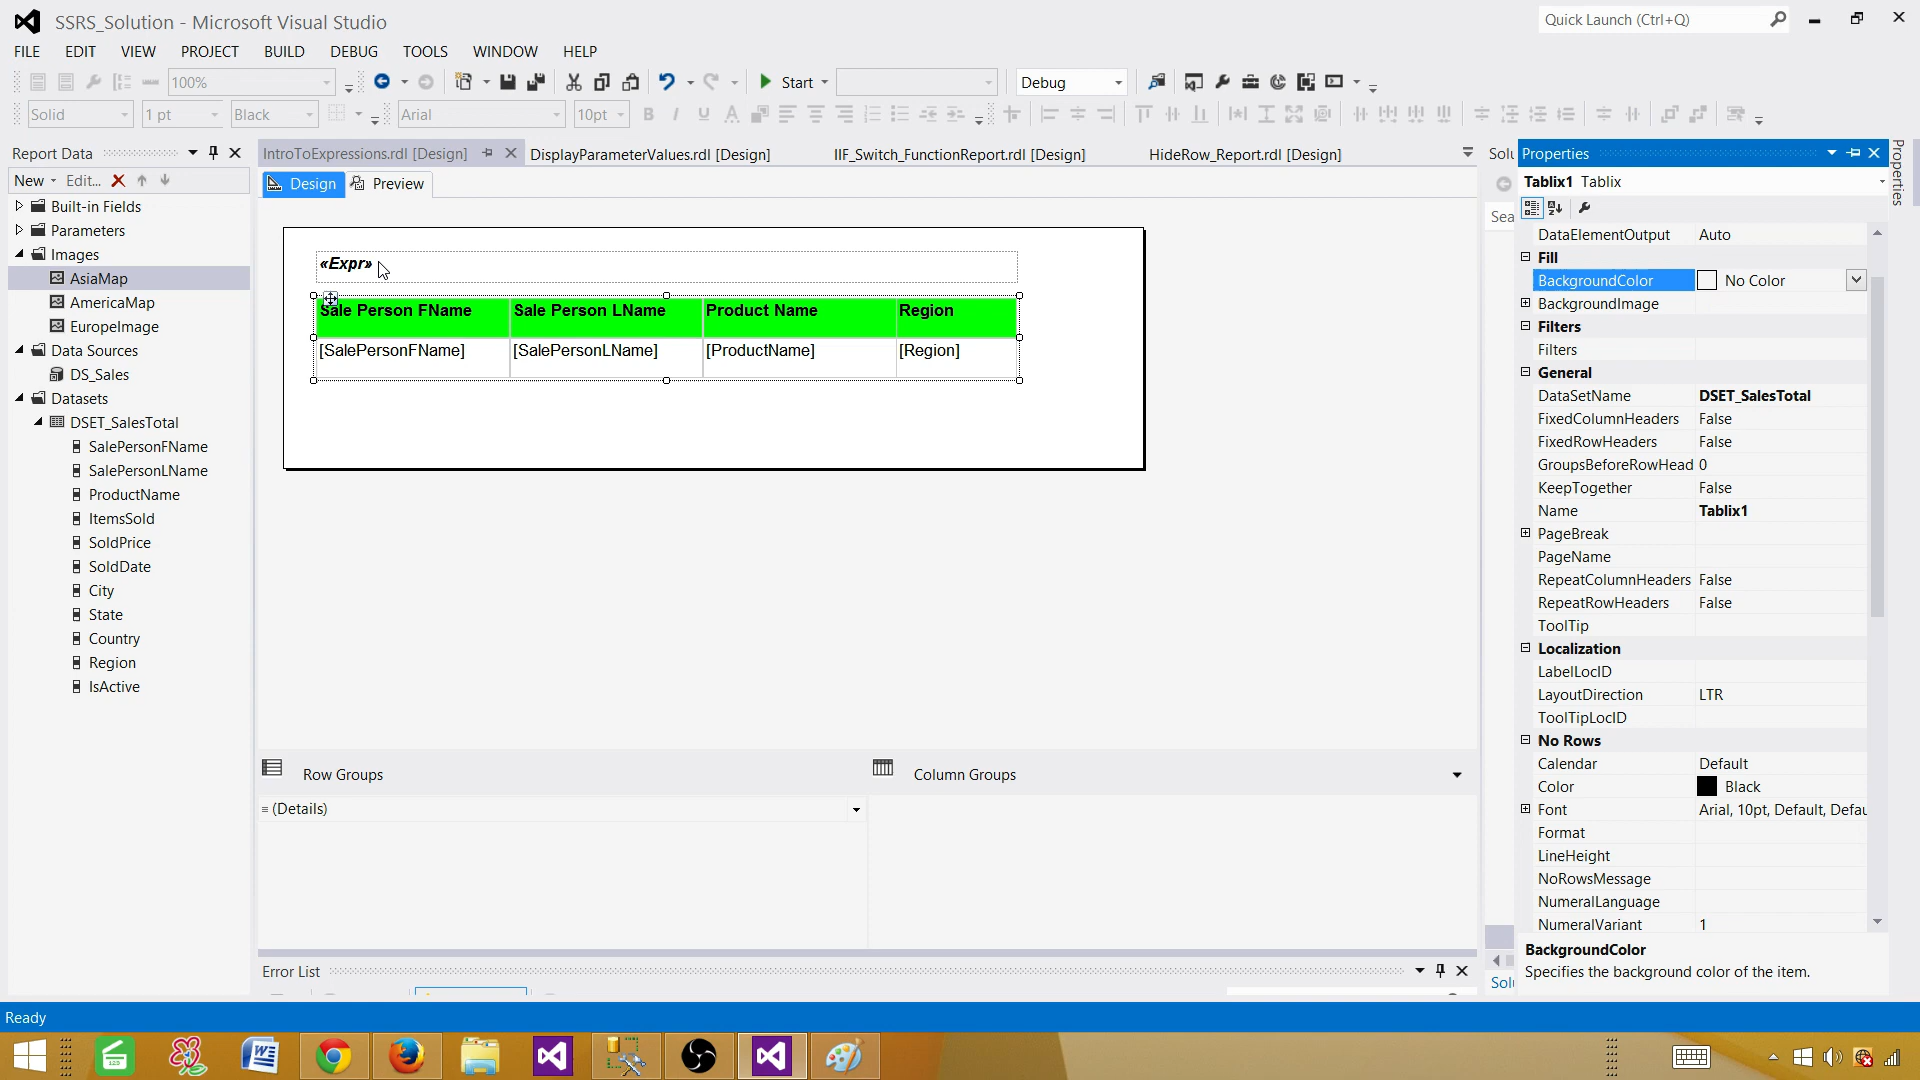 SSRS_Solution - Microsoft Visual Studio
Quick Launch (Ctrl+Q)
FILE EDIT VIEW PROJECT BUILD DEBUG TOOLS WINDOW HELP
100% Start Debug
Solid 1 pt Black Arial 10pt B I U A
Report Data
New Edit...
Built-in Fields
Parameters
Images
AsiaMap
AmericaMap
EuropeImage
Data Sources
DS_Sales
Datasets
DSET_SalesTotal
SalePersonFName
SalePersonLName
ProductName
ItemsSold
SoldPrice
SoldDate
City
State
Country
Region
IsActive
IntroToExpressions.rdl [Design] DisplayParameterValues.rdl [Design] IIF_Switch_FunctionReport.rdl [Design] HideRow_Report.rdl [Design]
Design Preview
«Expr»
Sale Person FName Sale Person LName Product Name Region
[SalePersonFName] [SalePersonLName] [ProductName] [Region]
Row Groups Column Groups
(Details)
Error List
Solu
Sea
Solu
Properties
Tablix1 Tablix
DataElementOutput Auto
Fill
BackgroundColor No Color
BackgroundImage
Filters
Filters
General
DataSetName DSET_SalesTotal
FixedColumnHeaders False
FixedRowHeaders False
GroupsBeforeRowHead 0
KeepTogether False
Name Tablix1
PageBreak
PageName
RepeatColumnHeaders False
RepeatRowHeaders False
ToolTip
Localization
LabelLocID
LayoutDirection LTR
ToolTipLocID
No Rows
Calendar Default
Color Black
Font Arial, 10pt, Default, Defau
Format
LineHeight
NoRowsMessage
NumeralLanguage
NumeralVariant 1
BackgroundColor
Specifies the background color of the item.
Properties
Ready